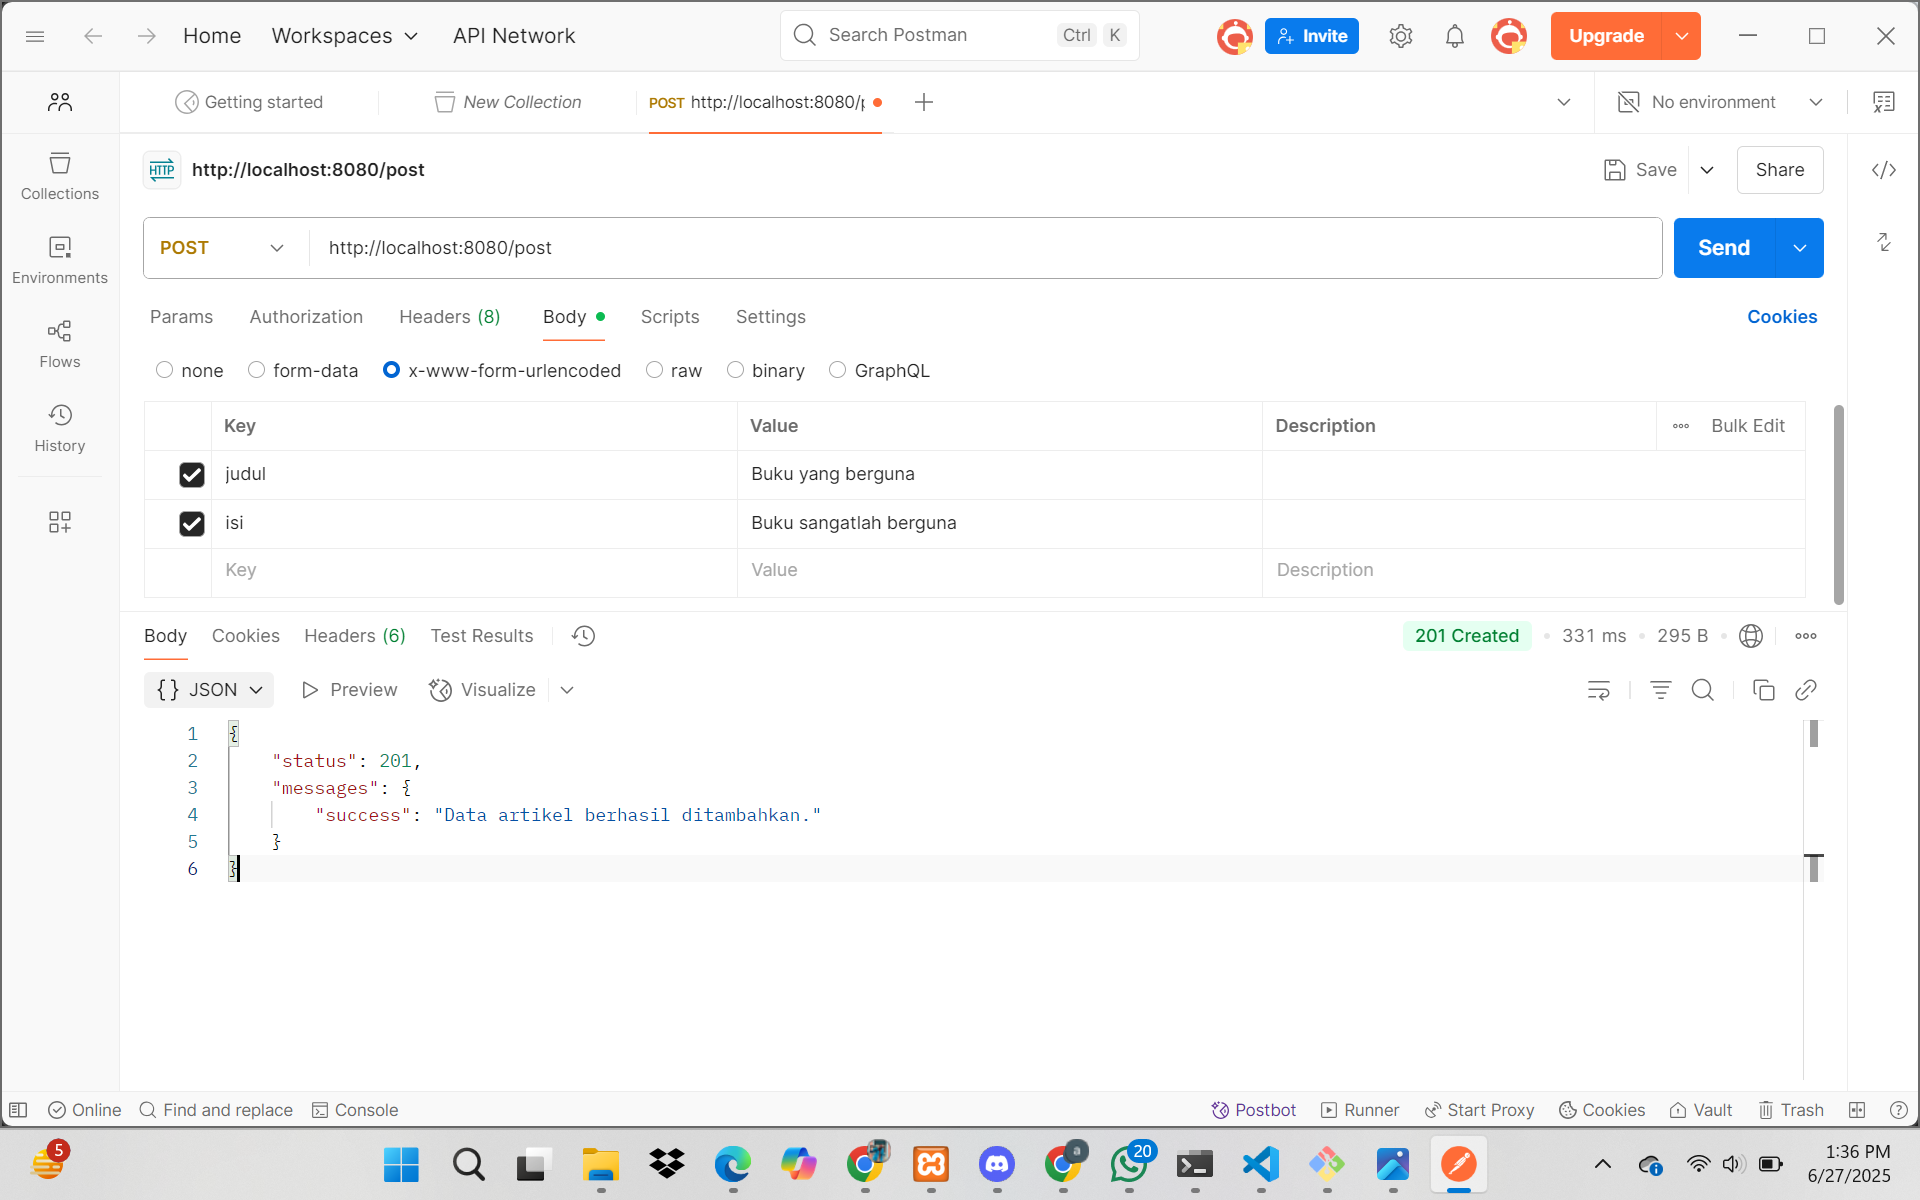 Home Workspaces API Network Search Postman Ctrl K Invite Upgrade
Getting started New Collection POST http://localhost:8080/p No environment
HTTP http://localhost:8080/post Save Share
POST http://localhost:8080/post Send
Params Authorization Headers (8) Body Scripts Settings Cookies
none form-data x-www-form-urlencoded raw binary GraphQL
Key Value Description Bulk Edit
judul Buku yang berguna
isi Buku sangatlah berguna
Key Value Description
Collections
Environments
Flows
History
Body Cookies Headers (6) Test Results 201 Created 331 ms 295 B
{} JSON Preview Visualize
1 {
2 "status": 201,
3 "messages": {
4 "success": "Data artikel berhasil ditambahkan."
5 }
6 }
Online Find and replace Console Postbot Runner Start Proxy Cookies Vault Trash
5 a 20 1:36 PM
6/27/2025